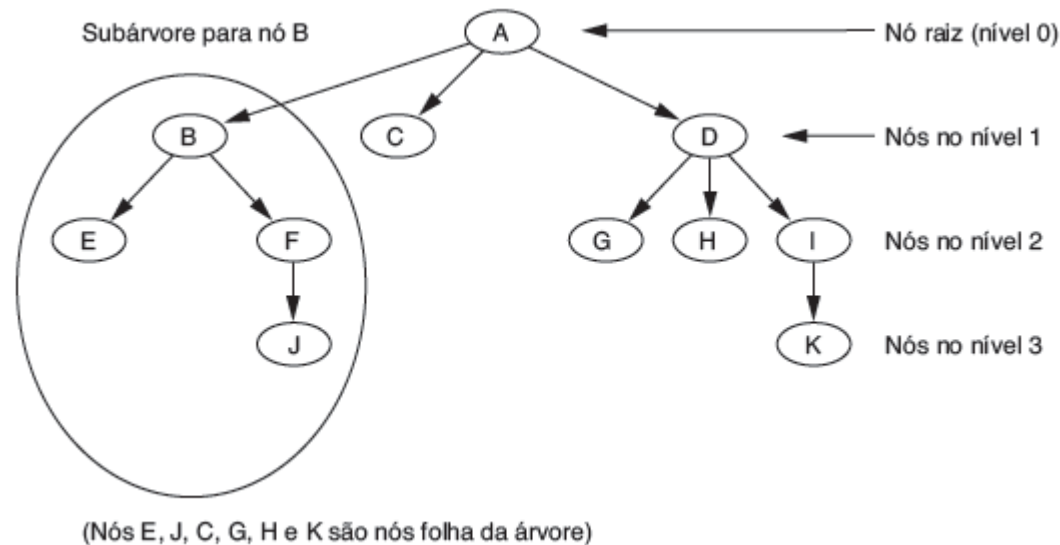 Subárvore para nó B
A
Nó raiz (nível 0)
B
C
D
Nós no nível 1
E
F
G
H
I
Nós no nível 2
J
K
Nós no nível 3
(Nós E, J, C, G, H e K são nós folha da árvore)